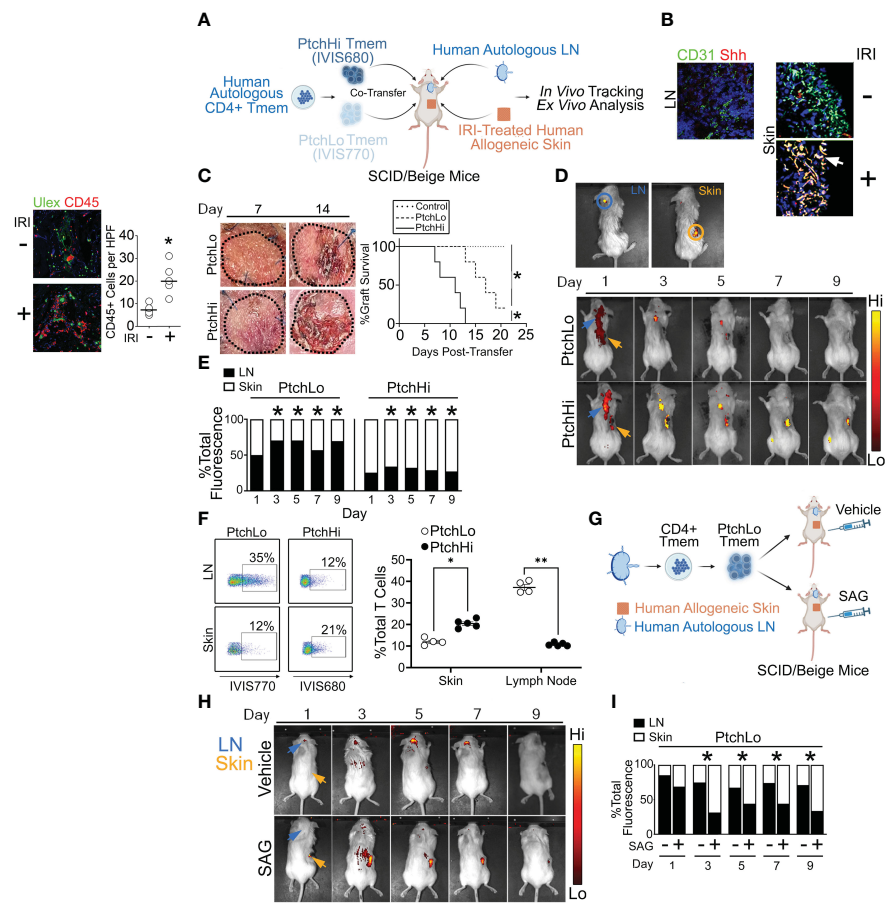 A
PtchHi Tmem
(IVIS680)
Human
Autologous
CD4+ Tmem
Co-Transfer
PtchLo Tmem
(IVIS770)
Human Autologous LN
In Vivo Tracking
Ex Vivo Analysis
IRI-Treated Human
Allogeneic Skin
SCID/Beige Mice
B
CD31 Shh
IRI
LN
Skin
-
+
Ulex CD45
IRI
-
+
CD45+ Cells per HPF
40
30
20
10
0
*
IRI - +
C
Day 7 14
PtchLo
PtchHi
Control
PtchLo
PtchHi
%Graft Survival
100
50
0
0 5 10 15 20 25
Days Post-Transfer
*
*
D
LN
Skin
Day 1 3 5 7 9
PtchLo
PtchHi
Hi
Lo
E
LN
Skin
PtchLo PtchHi
* * * * * * * *
%Total
Fluorescence
100
50
0
1 3 5 7 9 1 3 5 7 9
Day
F
PtchLo PtchHi
LN
35% 12%
Skin
12% 21%
IVIS770 IVIS680
PtchLo
PtchHi
%Total T Cells
50
40
30
20
10
0
* **
Skin Lymph Node
G
CD4+
Tmem
PtchLo
Tmem
Vehicle
SAG
Human Allogeneic Skin
Human Autologous LN
SCID/Beige Mice
H
Day 1 3 5 7 9
LN
Skin
Vehicle
SAG
Hi
Lo
I
LN
Skin
PtchLo
* * * *
%Total
Fluorescence
100
50
0
SAG - + - + - + - + - +
Day 1 3 5 7 9